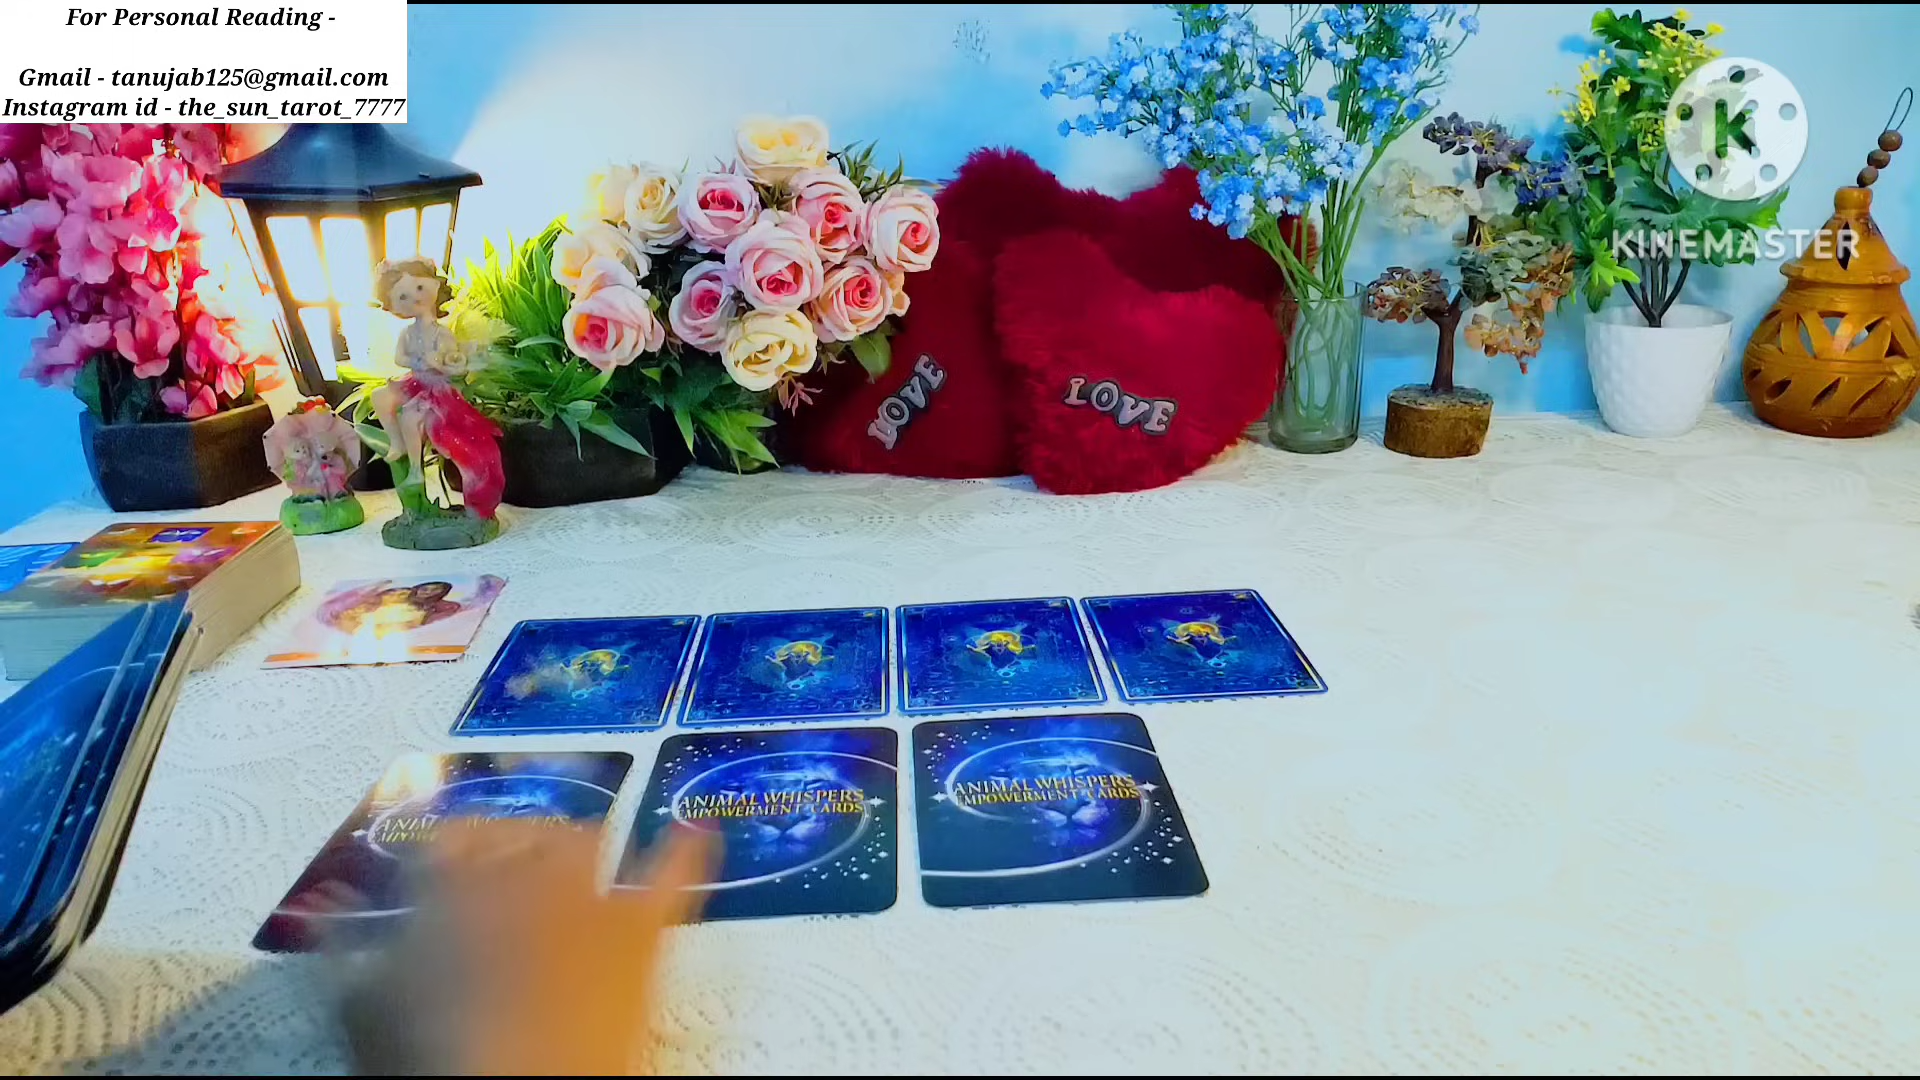 For Personal Reading -
Gmail - tanujab125@gmail.com
Instagram id - the_sun_tarot_7777
K
KINEMASTER
LOVE
LOVE
ANIMAL WHISPERS
EMPOWERMENT CARDS
ANIMAL WHISPERS
EMPOWERMENT CARDS